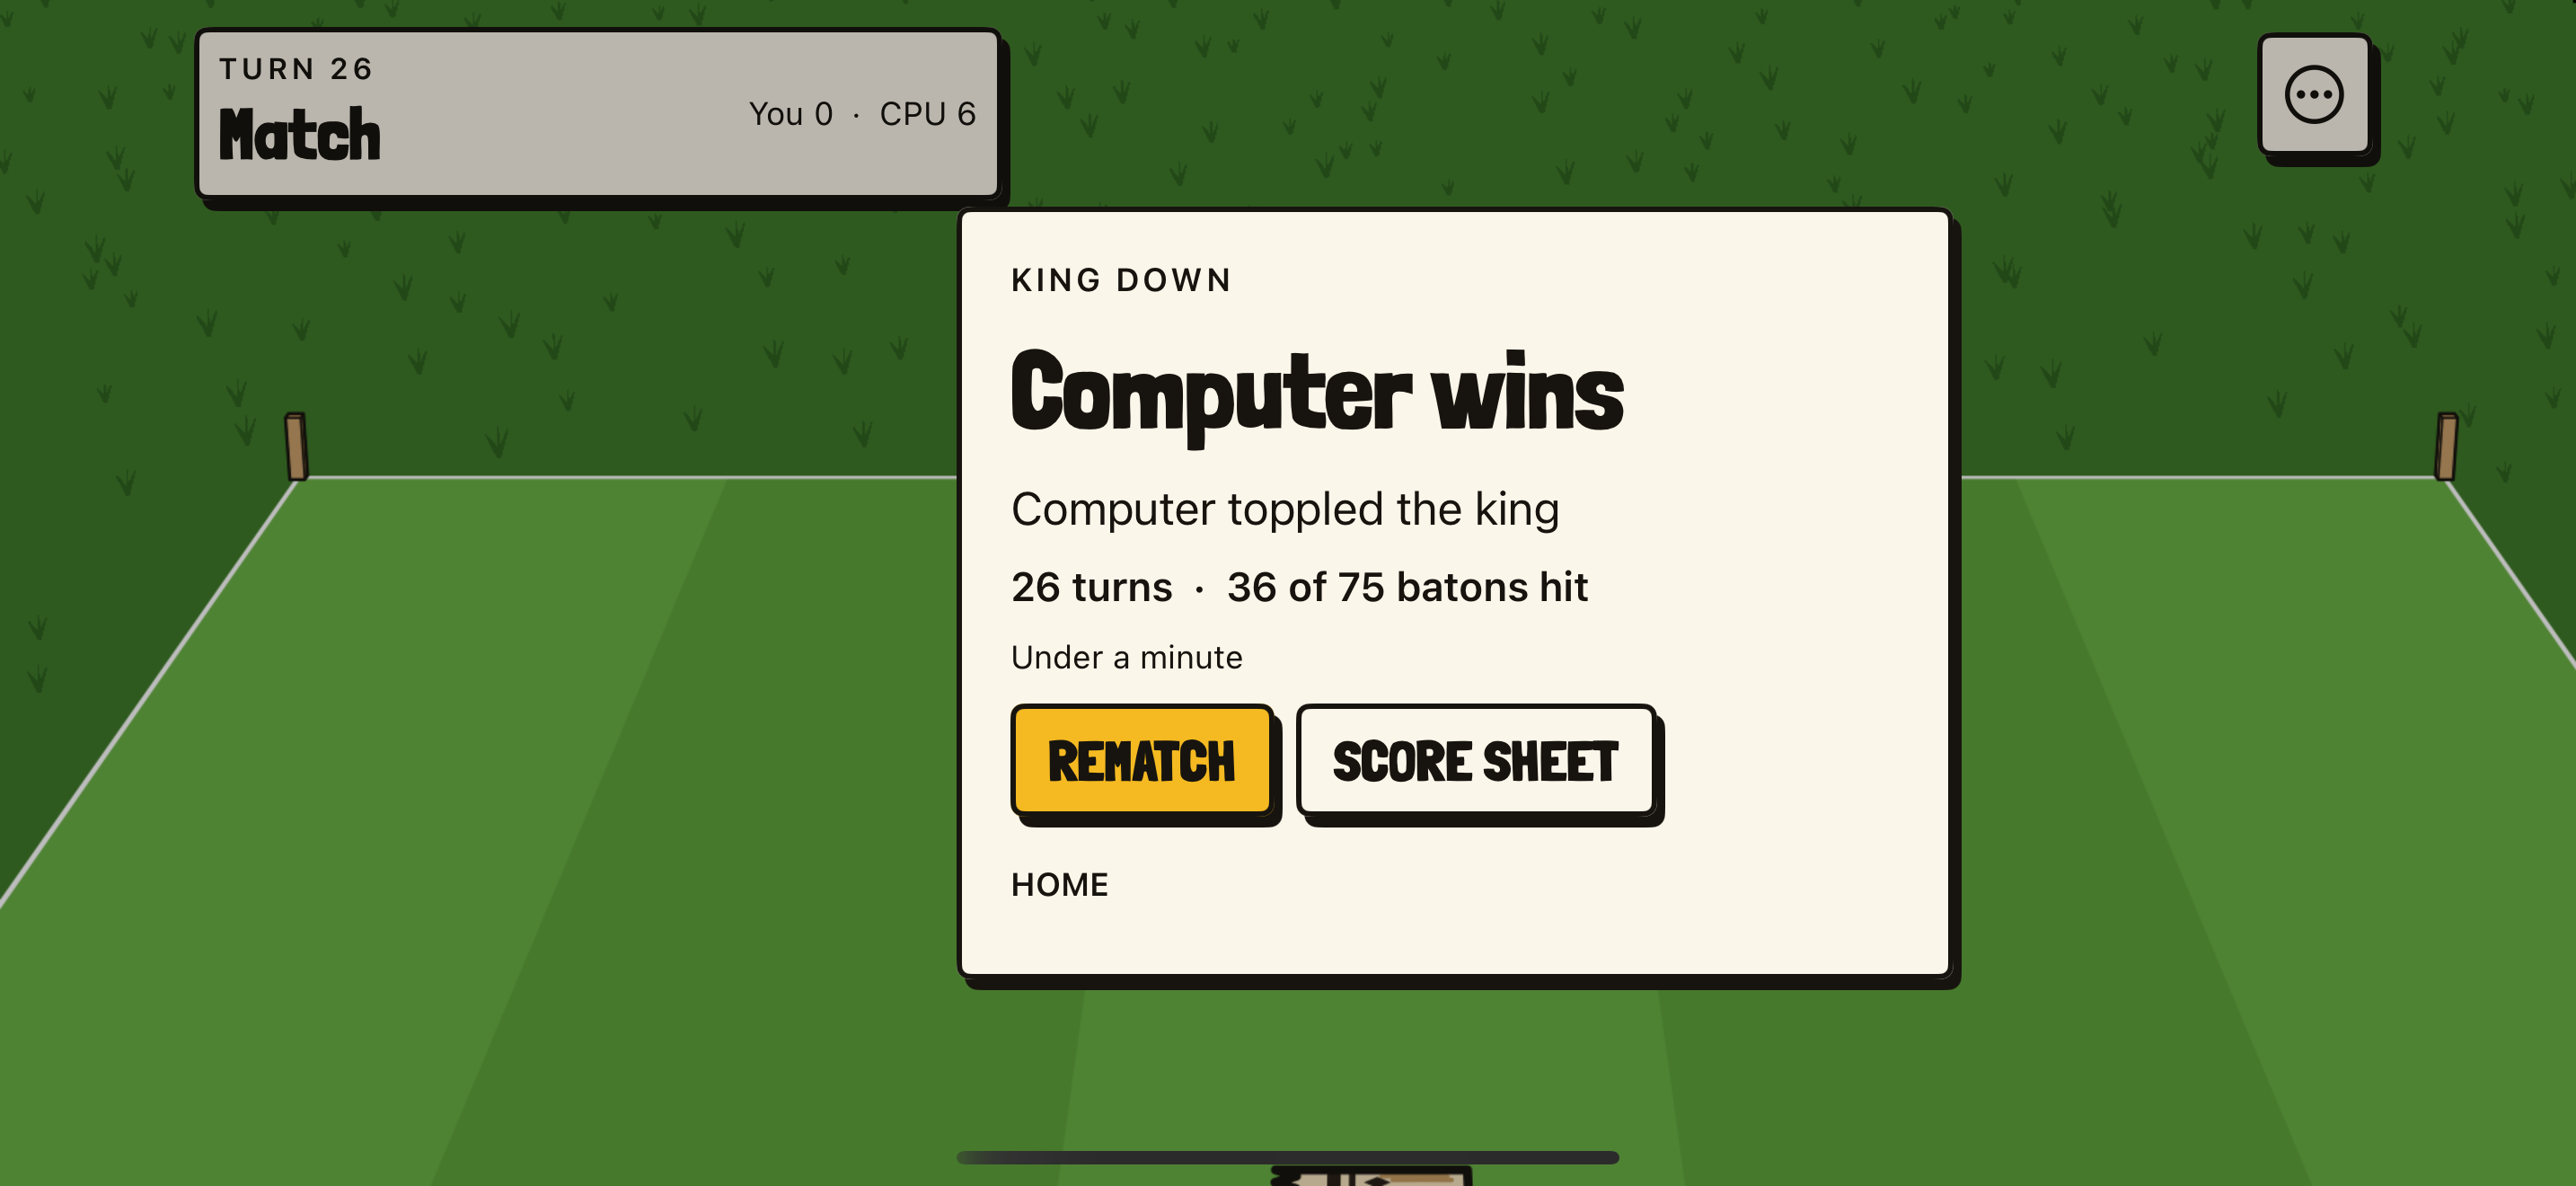 TURN 26
Match
You 0 · CPU 6
KING DOWN
Computer wins
Computer toppled the king
26 turns · 36 of 75 batons hit
Under a minute
REMATCH
SCORE SHEET
HOME